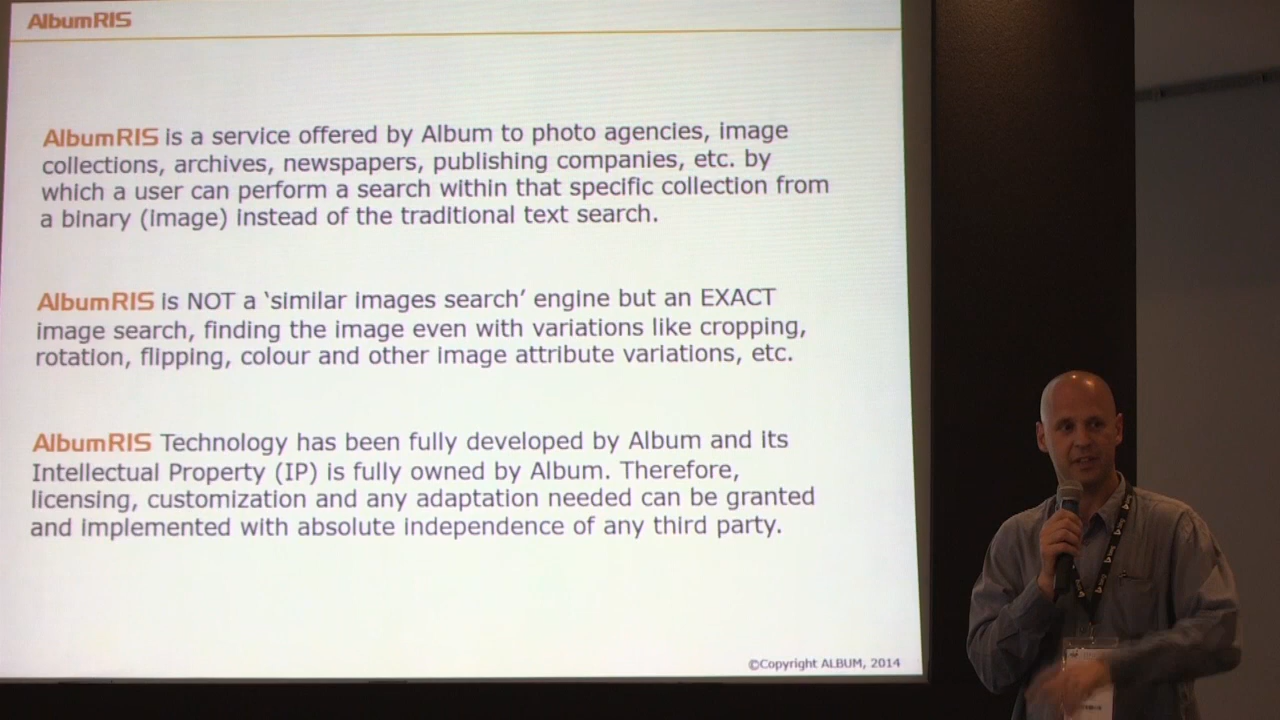 AlbumRIS
AlbumRIS is a service offered by Album to photo agencies, image
collections, archives, newspapers, publishing companies, etc. by
which a user can perform a search within that specific collection from
a binary (image) instead of the traditional text search.
AlbumRIS is NOT a ‘similar images search’ engine but an EXACT
image search, finding the image even with variations like cropping,
rotation, flipping, colour and other image attribute variations, etc.
AlbumRIS Technology has been fully developed by Album and its
Intellectual Property (IP) is fully owned by Album. Therefore,
licensing, customization and any adaptation needed can be granted
and implemented with absolute independence of any third party.
©Copyright ALBUM, 2014